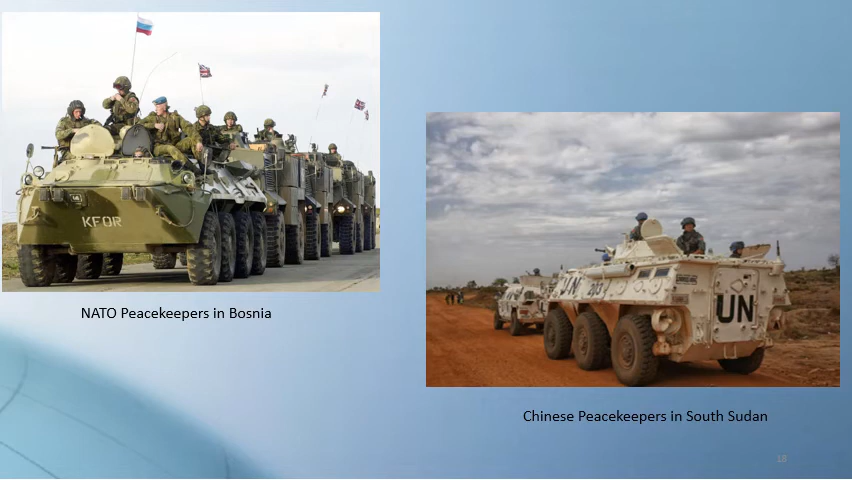 KFOR
NATO Peacekeepers in Bosnia
UN
UN
Chinese Peacekeepers in South Sudan
18